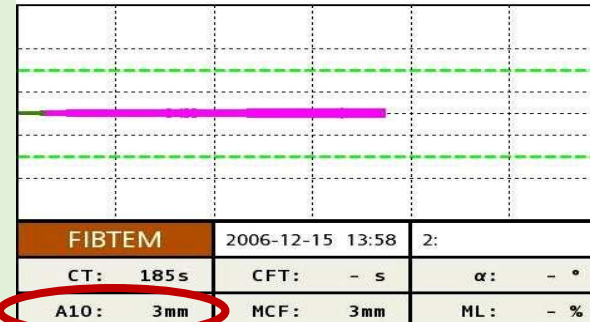 FIBTEM 2006-12-15 13:58 2:
CT: 185s CFT: - s α: - °
A10: 3mm MCF: 3mm ML: - %